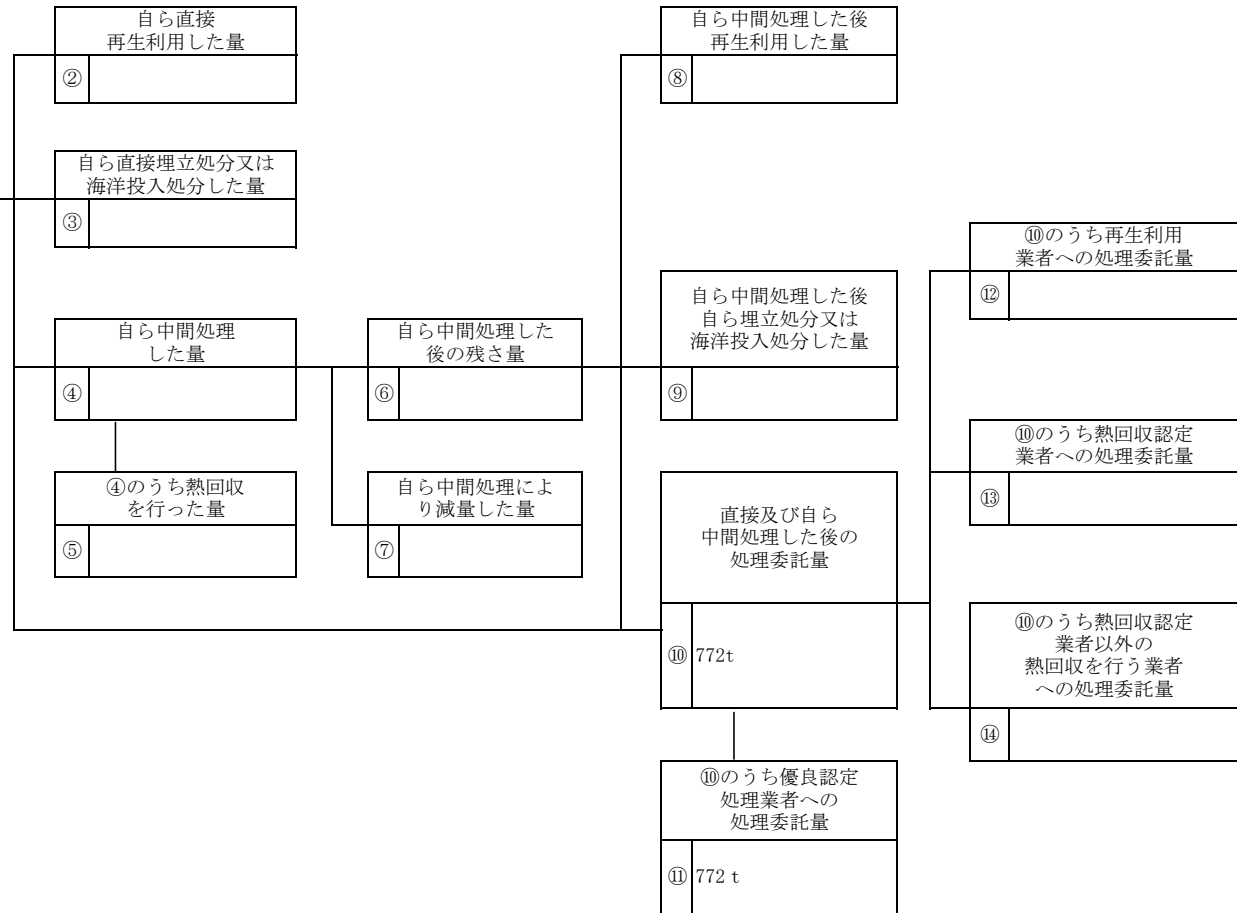 自ら直接
再生利用した量
②
自ら中間処理した後
再生利用した量
⑧
自ら直接埋立処分又は
海洋投入処分した量
③
⑩のうち再生利用
業者への処理委託量
⑫
自ら中間処理
した量
④
自ら中間処理した
後の残さ量
⑥
自ら中間処理した後
自ら埋立処分又は
海洋投入処分した量
⑨
⑩のうち熱回収認定
業者への処理委託量
⑬
④のうち熱回収
を行った量
⑤
自ら中間処理によ
り減量した量
⑦
直接及び自ら
中間処理した後の
処理委託量
⑩ 772t
⑩のうち熱回収認定
業者以外の
熱回収を行う業者
への処理委託量
⑭
⑩のうち優良認定
処理業者への
処理委託量
⑪ 772 t